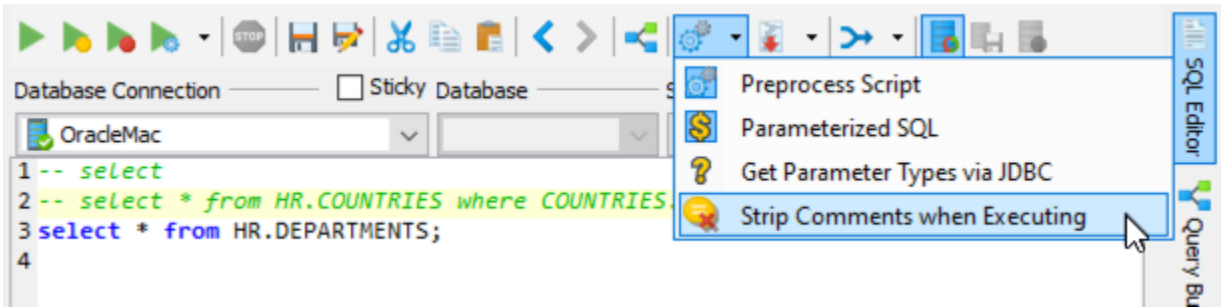 STOP
Database Connection
Sticky
Database
OracleMac
Preprocess Script
Parameterized SQL
Get Parameter Types via JDBC
Strip Comments when Executing
1 -- select
2 -- select * from HR.COUNTRIES where COUNTRIES.
3 select * from HR.DEPARTMENTS;
4
SQL Editor
Query Bu